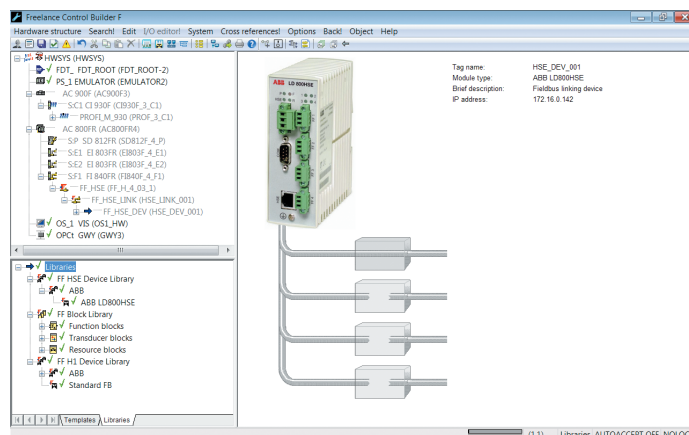 Freelance Control Builder F
Hardware structure Search! Edit I/O editor! System Cross references! Options Back! Object Help
HWSYS (HWSYS)
FDT_ FDT_ROOT (FDT_ROOT-2)
PS_1 EMULATOR (EMULATOR2)
AC 900F (AC900F3)
S:C1 CI 930F (CI930F_3_C1)
PROFI_M_930 (PROF_3_C1)
AC 800FR (AC800FR4)
S:P SD 812FR (SD812F_4_P)
S:E1 EI 803FR (EI803F_4_E1)
S:E2 EI 803FR (EI803F_4_E2)
S:F1 FI 840FR (FI840F_4_F1)
FF_HSE (FF_H_4_03_1)
FF_HSE_LINK (HSE_LINK_001)
FF_HSE_DEV (HSE_DEV_001)
OS_1 VIS (OS1_HW)
OPCt GWY (GWY3)
Libraries
FF HSE Device Library
ABB
ABB LD800HSE
FF Block Library
Function blocks
Transducer blocks
Resource blocks
FF H1 Device Library
ABB
Standard FB
Templates Libraries
ABB LD 800HSE
Tag name: HSE_DEV_001
Module type: ABB LD800HSE
Brief description: Fieldbus linking device
IP address: 172.16.0.142
(1,1) Libraries AUTOACCEPT OFF NOLOC